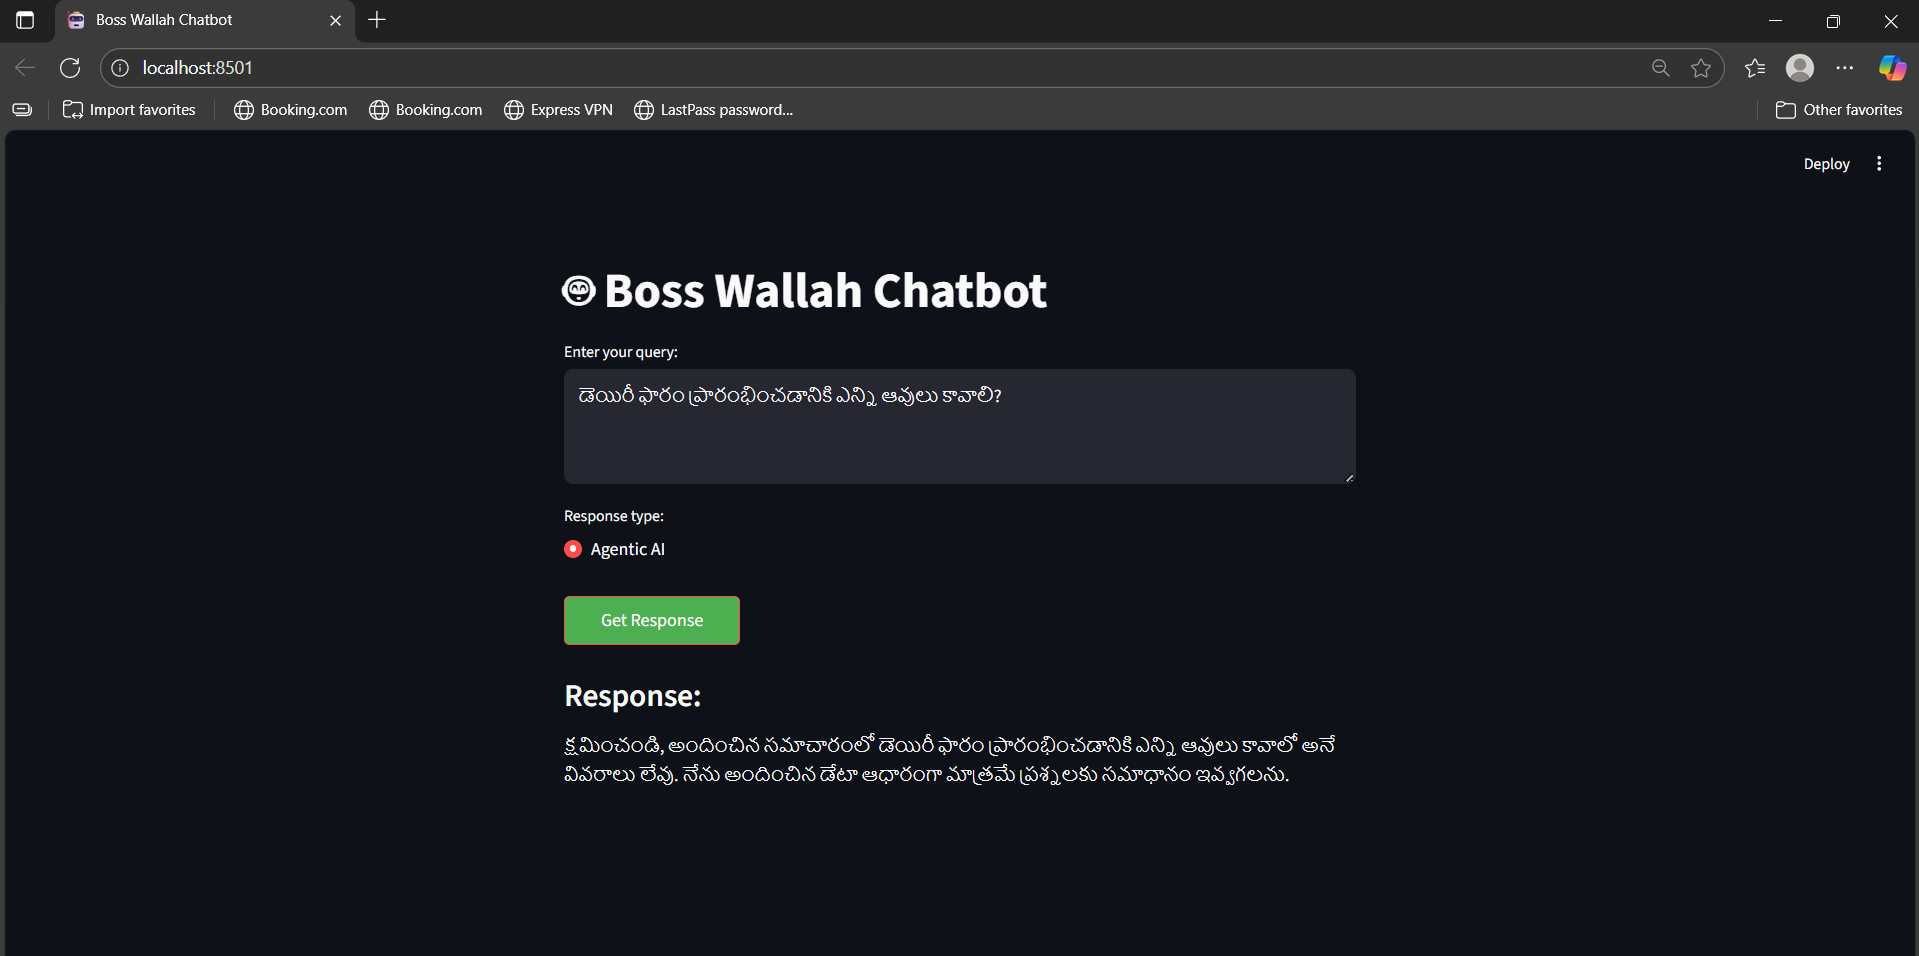 Boss Wallah Chatbot
localhost:8501
Import favorites
Booking.com
Booking.com
Express VPN
LastPass password...
Other favorites
Deploy
Boss Wallah Chatbot
Enter your query:
డెయిరీ ఫారం ప్రారంభించడానికి ఎన్ని ఆవులు కావాలి?
Response type:
Agentic AI
Get Response
Response:
క్షమించండి, అందించిన సమాచారంలో డెయిరీ ఫారం ప్రారంభించడానికి ఎన్ని ఆవులు కావాలో అనే
వివరాలు లేవు. నేను అందించిన డేటా ఆధారంగా మాత్రమే ప్రశ్నలకు సమాధానం ఇవ్వగలను.